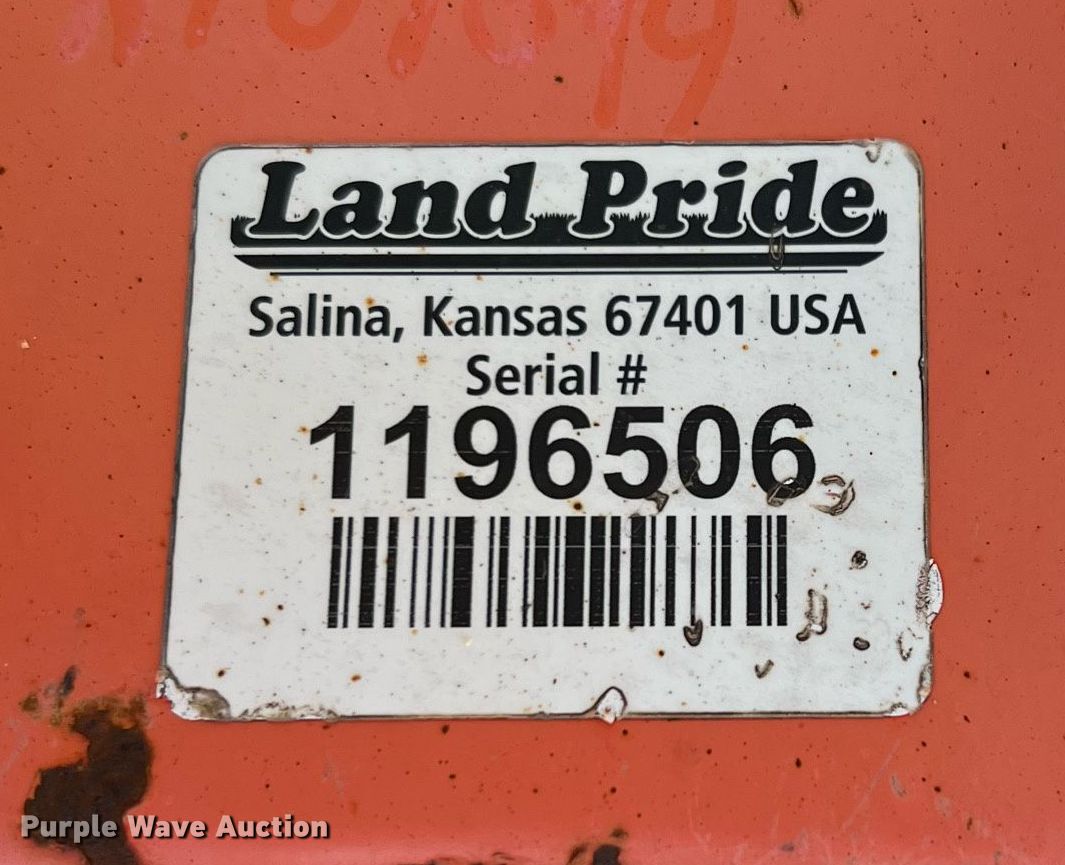 Land Pride
Salina, Kansas 67401 USA
Serial #
1196506
Purple Wave Auction